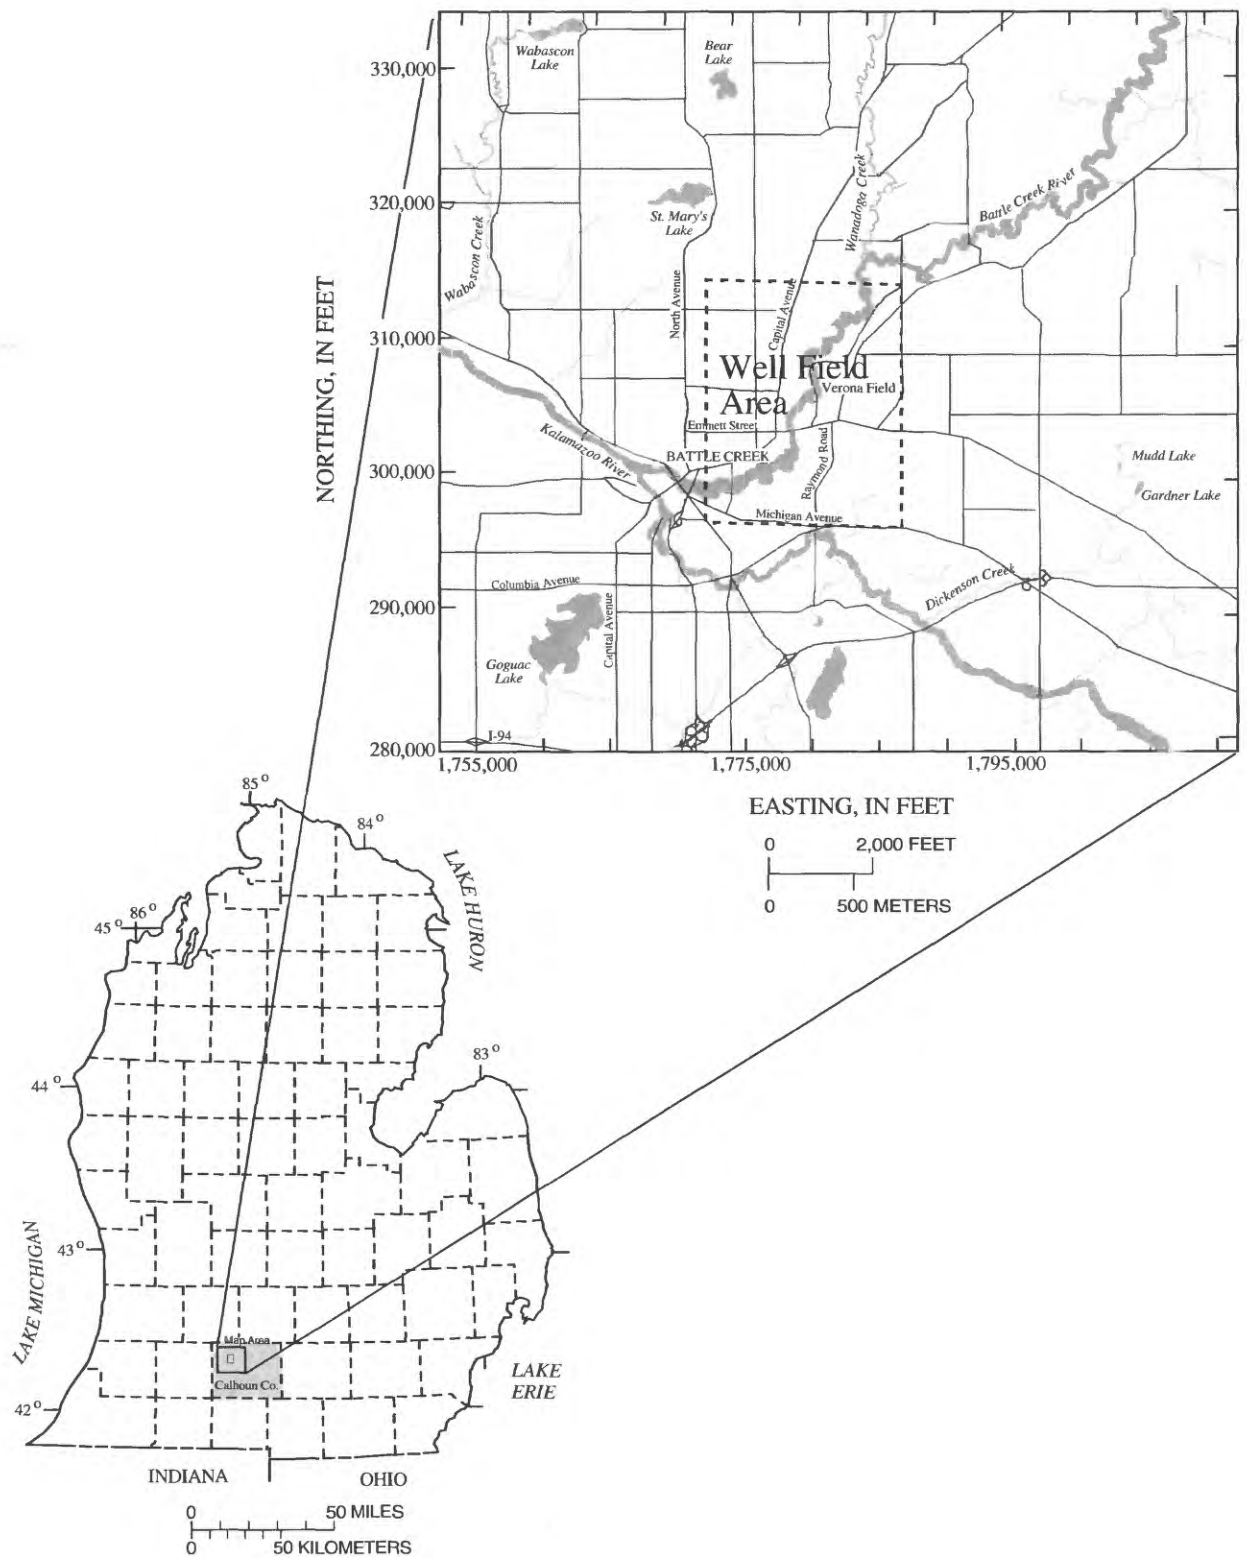 Wabascon
Lake
Bear
Lake
330,000
Wanadoga Creek
Battle Creek River
320,000
St. Mary's
Lake
Wabascon Creek
North Avenue
Capital Avenue
NORTHING, IN FEET
310,000
Well Field
Area
Verona Field
Emmett Street
Kalamazoo River
BATTLE CREEK
Raymond Road
Mudd Lake
300,000
Gardner Lake
Michigan Avenue
Columbia Avenue
Dickenson Creek
290,000
Capital Avenue
Goguac
Lake
I-94
280,000
1,755,000
1,775,000
1,795,000
EASTING, IN FEET
0 2,000 FEET
0 500 METERS
85°
84°
LAKE HURON
45° 86°
83°
44°
LAKE MICHIGAN
43°
Map Area
Calhoun Co.
LAKE
ERIE
42°
INDIANA
OHIO
0 50 MILES
0 50 KILOMETERS